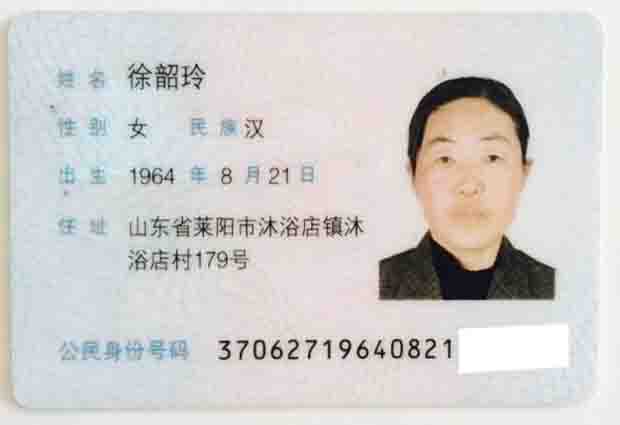 姓名 徐韶玲
性别 女 民族 汉
出生 1964 年 8 月 21 日
住址 山东省莱阳市沐浴店镇沐
浴店村179号
公民身份号码 37062719640821